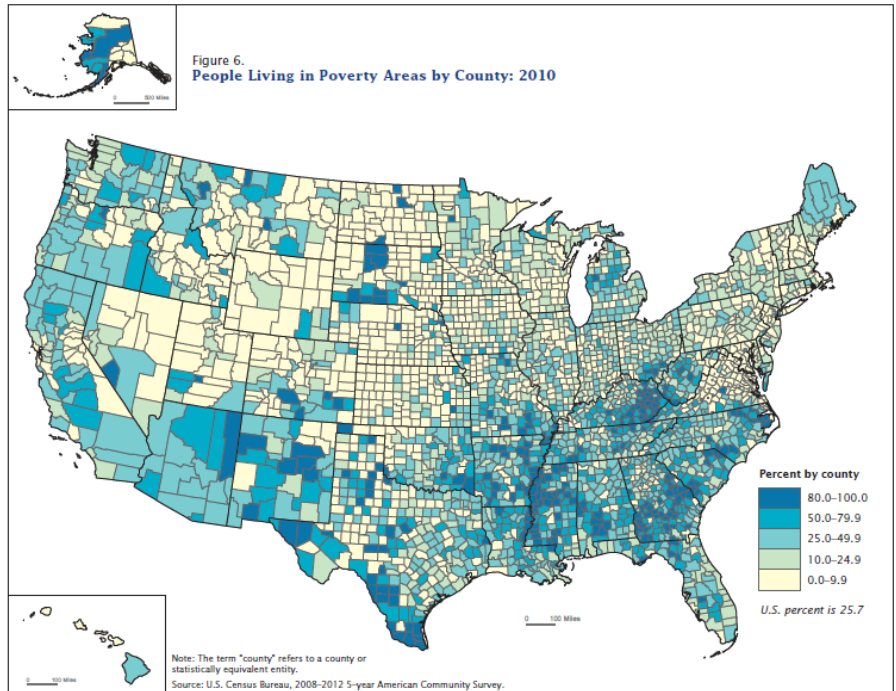 Figure 6.
People Living in Poverty Areas by County: 2010
0 500 Miles
Percent by county
80.0–100.0
50.0–79.9
25.0–49.9
10.0–24.9
0.0–9.9
U.S. percent is 25.7
0 100 Miles
0 100 Miles
Note: The term "county" refers to a county or
statistically equivalent entity.
Source: U.S. Census Bureau, 2008–2012 5–year American Community Survey.